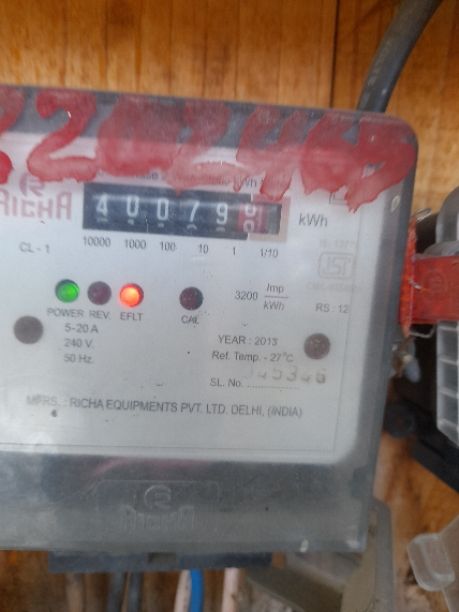 RICHA
400799
kWh
CL - 1
10000 1000 100 10 1 1/10
3200 Imp/kWh
RS : 12
POWER REV. EFLT CAL
5-20 A
240 V.
50 Hz.
YEAR : 2013
Ref. Temp. - 27°C
SL. No.
MFRS. : RICHA EQUIPMENTS PVT. LTD. DELHI, (INDIA)
RICHA